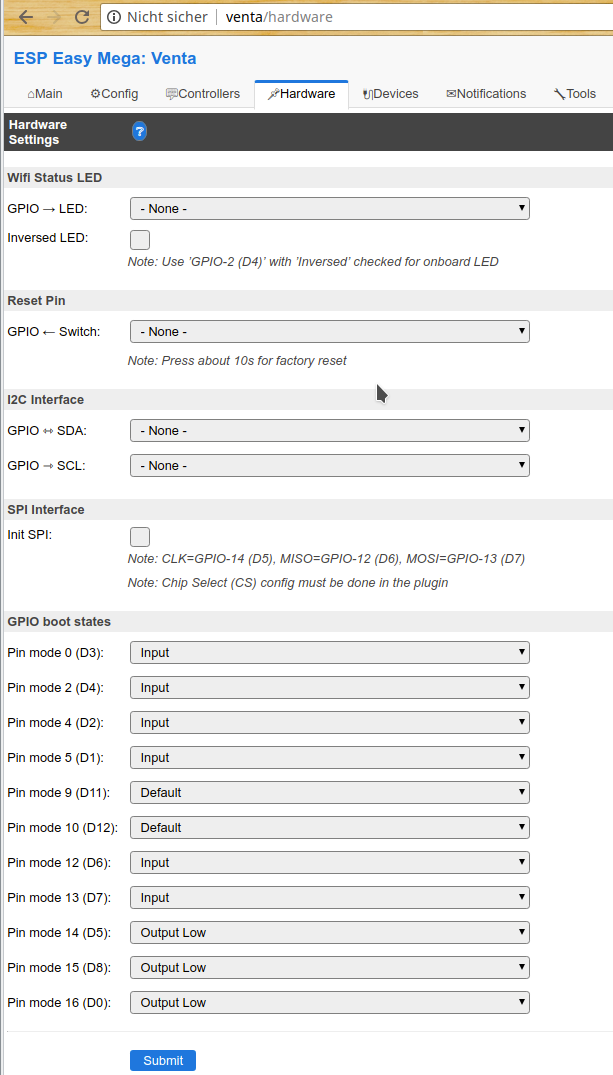 Nicht sicher venta/hardware
ESP Easy Mega: Venta
⌂Main ⚙Config 💬Controllers 📌Hardware 🔌Devices ✉Notifications 🔧Tools
Hardware
Settings ?
Wifi Status LED
GPIO → LED: - None -
Inversed LED:
Note: Use 'GPIO-2 (D4)' with 'Inversed' checked for onboard LED
Reset Pin
GPIO ← Switch: - None -
Note: Press about 10s for factory reset
I2C Interface
GPIO ⇿ SDA: - None -
GPIO ⇾ SCL: - None -
SPI Interface
Init SPI:
Note: CLK=GPIO-14 (D5), MISO=GPIO-12 (D6), MOSI=GPIO-13 (D7)
Note: Chip Select (CS) config must be done in the plugin
GPIO boot states
Pin mode 0 (D3): Input
Pin mode 2 (D4): Input
Pin mode 4 (D2): Input
Pin mode 5 (D1): Input
Pin mode 9 (D11): Default
Pin mode 10 (D12): Default
Pin mode 12 (D6): Input
Pin mode 13 (D7): Input
Pin mode 14 (D5): Output Low
Pin mode 15 (D8): Output Low
Pin mode 16 (D0): Output Low
Submit